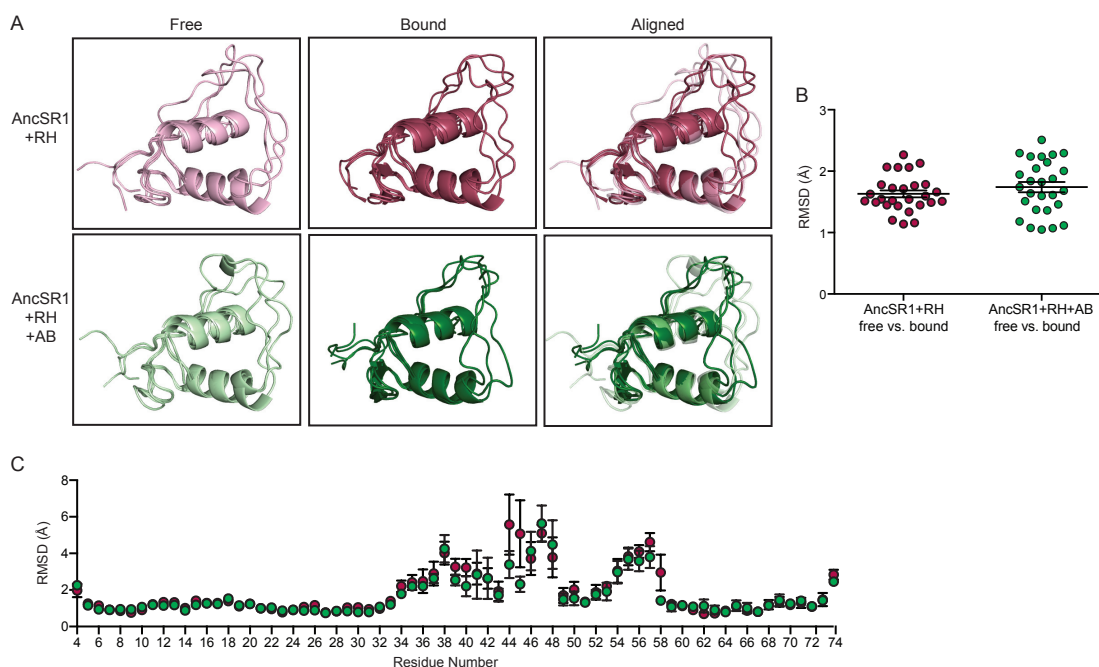 A
Free
Bound
Aligned
AncSR1
+RH
AncSR1
+RH
+AB
B
3
2
1
0
RMSD (Å)
AncSR1+RH
free vs. bound
AncSR1+RH+AB
free vs. bound
C
8
6
4
2
0
RMSD (Å)
4 6 8 10 12 14 16 18 20 22 24 26 28 30 32 34 36 38 40 42 44 46 48 50 52 54 56 58 60 62 64 66 68 70 72 74
Residue Number